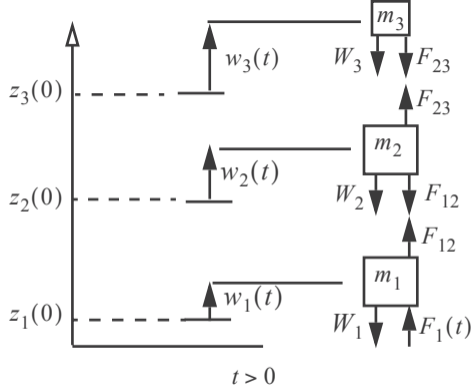 m₃
w₃(t)
W₃
F₂₃
z₃(0)
F₂₃
m₂
w₂(t)
W₂
F₁₂
z₂(0)
F₁₂
m₁
w₁(t)
z₁(0)
W₁
F₁(t)
t > 0